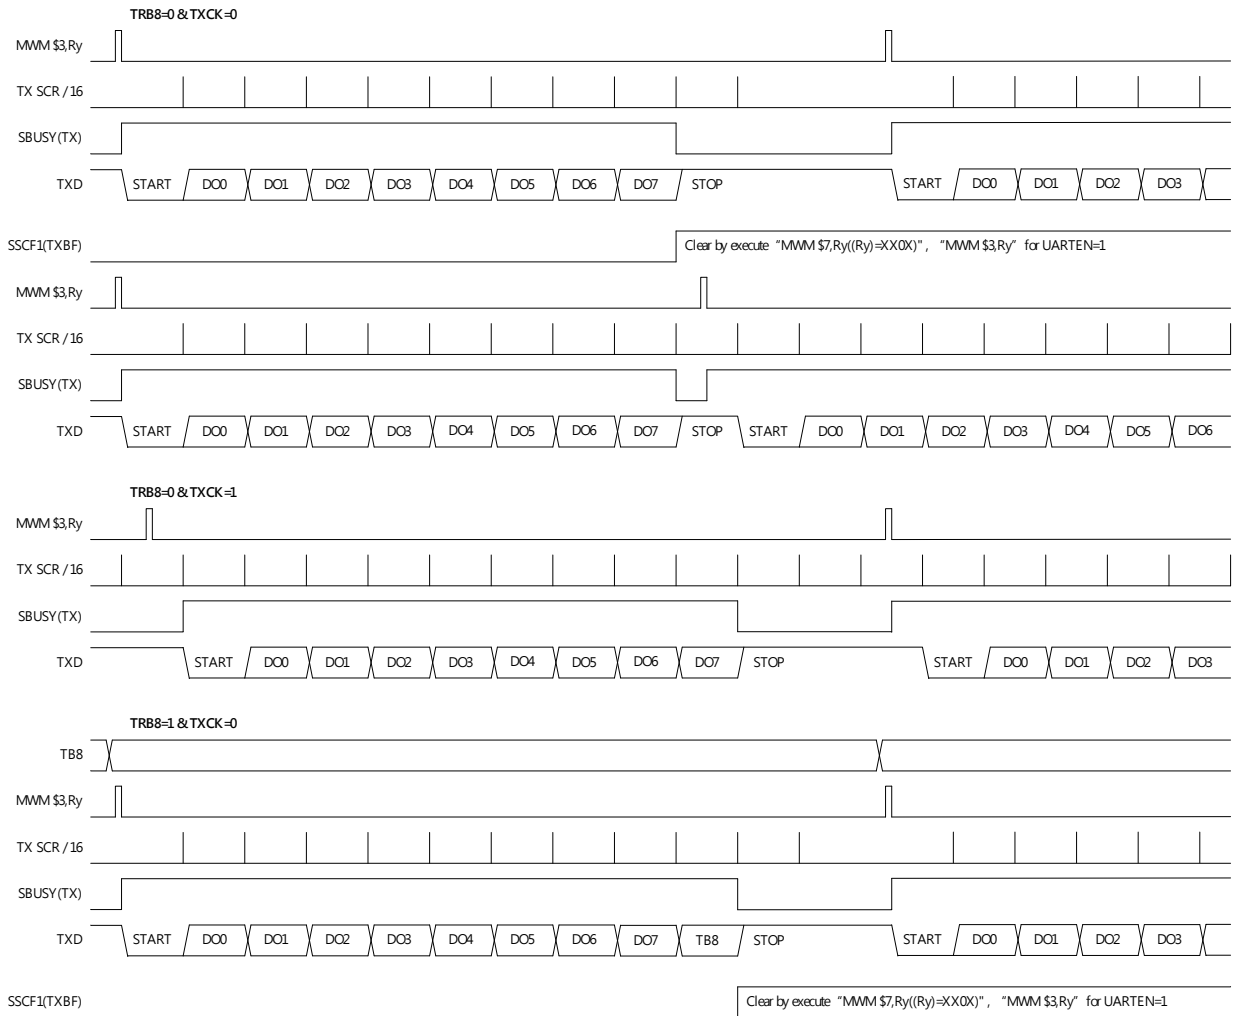 TRB8=0 & TXCK=0
MWM $3,Ry
TX SCR / 16
SBUSY(TX)
TXD START DO0 DO1 DO2 DO3 DO4 DO5 DO6 DO7 STOP START DO0 DO1 DO2 DO3
SSCF1(TXBF) Clear by execute “MWM $7,Ry((Ry)=XX0X)", “MWM $3,Ry” for UARTEN=1
MWM $3,Ry
TX SCR / 16
SBUSY(TX)
TXD START DO0 DO1 DO2 DO3 DO4 DO5 DO6 DO7 STOP START DO0 DO1 DO2 DO3 DO4 DO5 DO6
TRB8=0 & TXCK=1
MWM $3,Ry
TX SCR / 16
SBUSY(TX)
TXD START DO0 DO1 DO2 DO3 DO4 DO5 DO6 DO7 STOP START DO0 DO1 DO2 DO3
TRB8=1 & TXCK=0
TB8
MWM $3,Ry
TX SCR / 16
SBUSY(TX)
TXD START DO0 DO1 DO2 DO3 DO4 DO5 DO6 DO7 TB8 STOP START DO0 DO1 DO2 DO3
SSCF1(TXBF) Clear by execute “MWM $7,Ry((Ry)=XX0X)", “MWM $3,Ry” for UARTEN=1